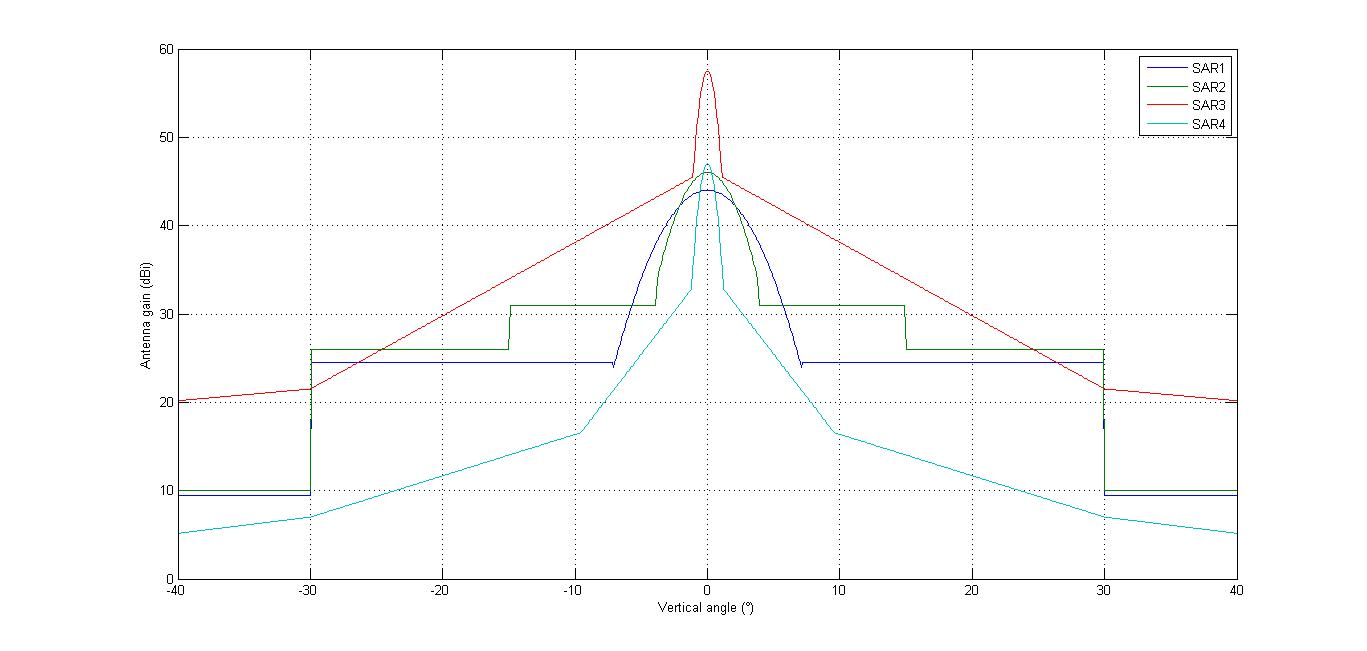 60
50
40
30
20
10
0
Antenna gain (dBi)
SAR1
SAR2
SAR3
SAR4
-40 -30 -20 -10 0 10 20 30 40
Vertical angle (º)